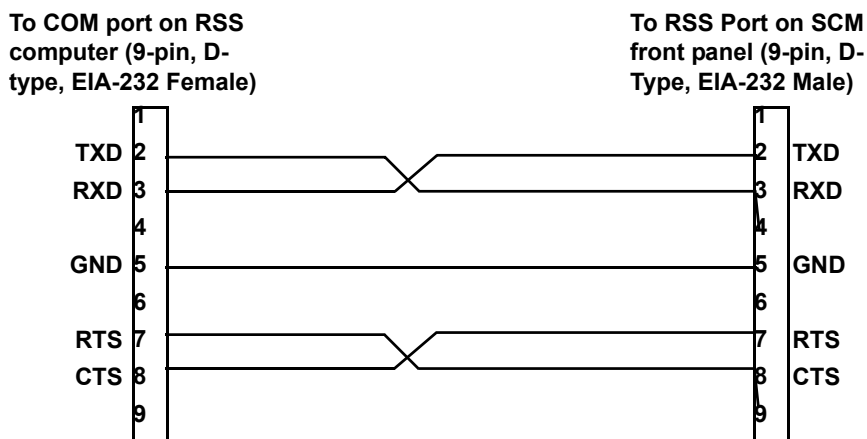 To COM port on RSS
computer (9-pin, D-
type, EIA-232 Female)
To RSS Port on SCM
front panel (9-pin, D-
Type, EIA-232 Male)
1 1
TXD 2 2 TXD
RXD 3 3 RXD
4 4
GND 5 5 GND
6 6
RTS 7 7 RTS
CTS 8 8 CTS
9 9